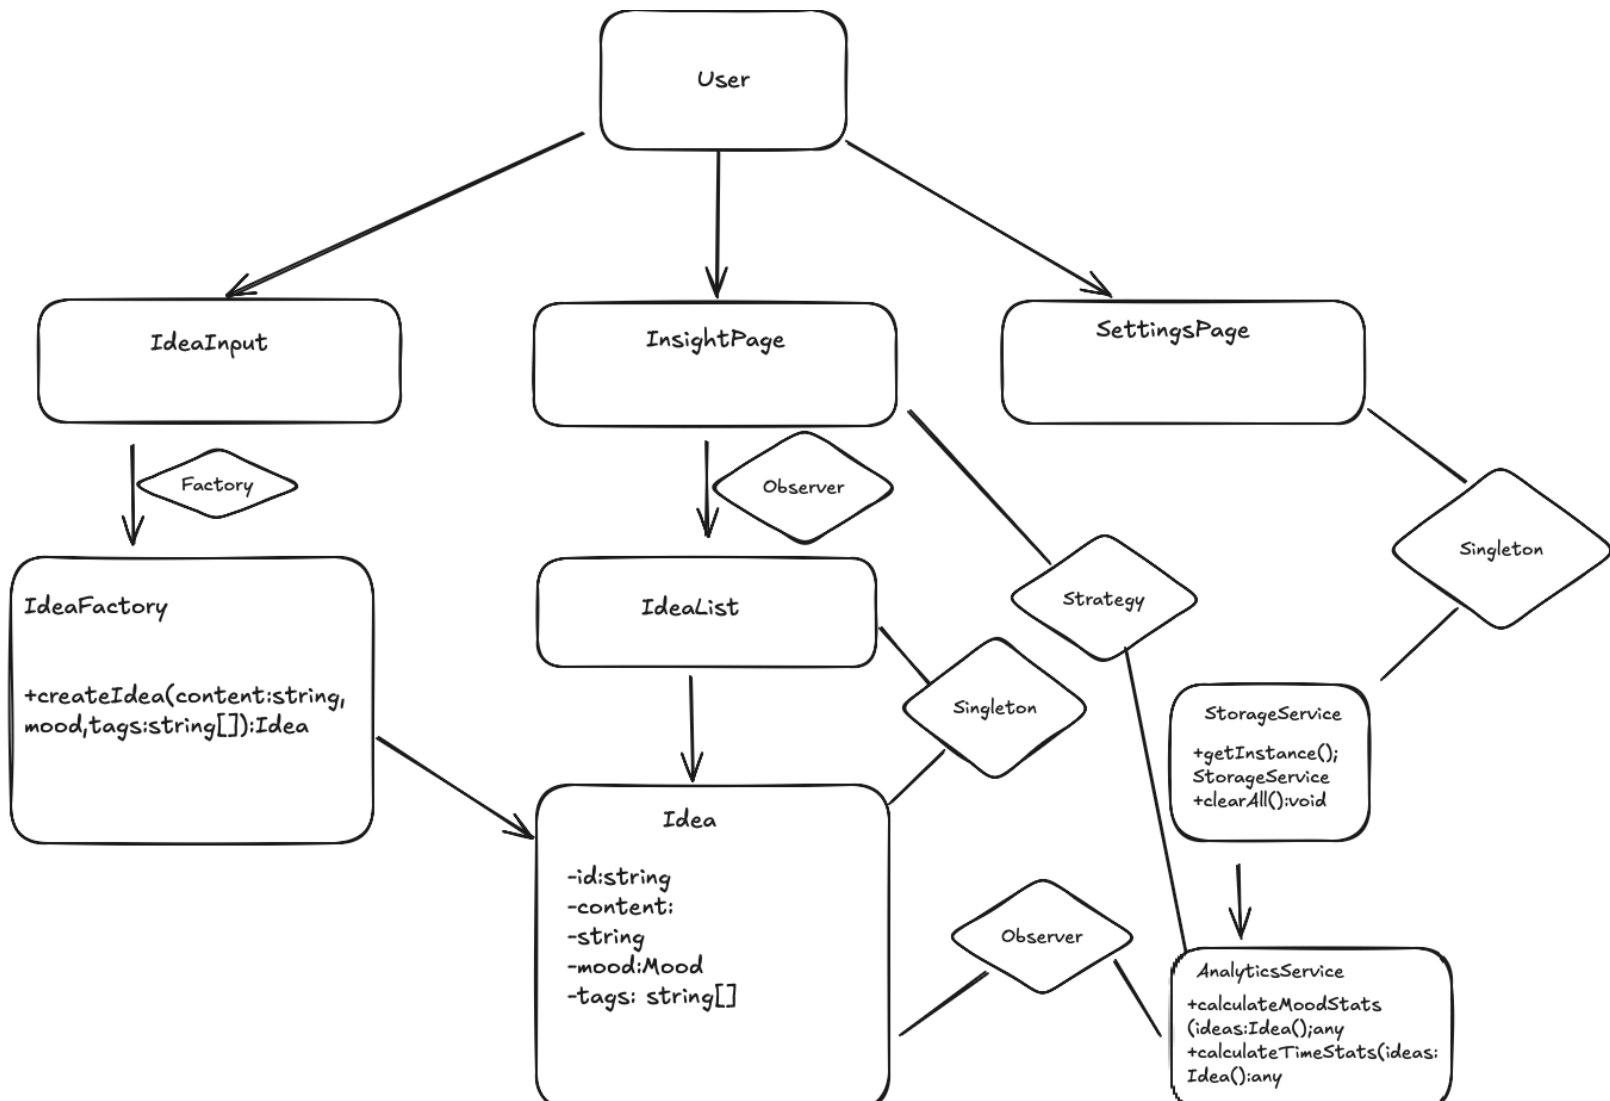 User
IdeaInput
InsightPage
SettingsPage
Factory
Observer
Singleton
Strategy
IdeaFactory
+createIdea(content:string,
mood,tags:string[]):Idea
IdeaList
Singleton
StorageService
+getInstance();
StorageService
+clearAll():void
Idea
-id:string
-content:
-string
-mood:Mood
-tags: string[]
Observer
AnalyticsService
+calculateMoodStats
(ideas:Idea();any
+calculateTimeStats(ideas:
Idea():any